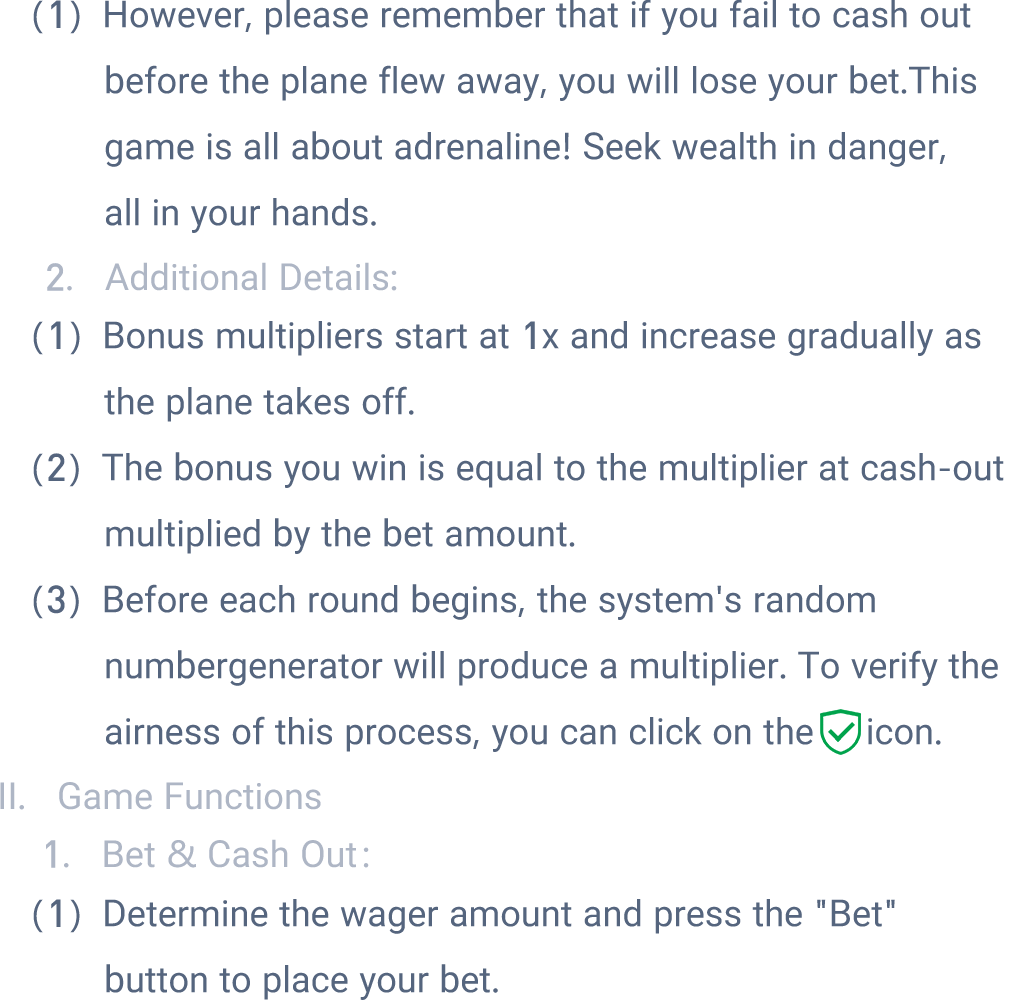 (1) However, please remember that if you fail to cash out
before the plane flew away, you will lose your bet.This
game is all about adrenaline! Seek wealth in danger,
all in your hands.
2. Additional Details:
(1) Bonus multipliers start at 1x and increase gradually as
the plane takes off.
(2) The bonus you win is equal to the multiplier at cash-out
multiplied by the bet amount.
(3) Before each round begins, the system's random
numbergenerator will produce a multiplier. To verify the
airness of this process, you can click on the icon.
II. Game Functions
1. Bet & Cash Out:
(1) Determine the wager amount and press the "Bet"
button to place your bet.